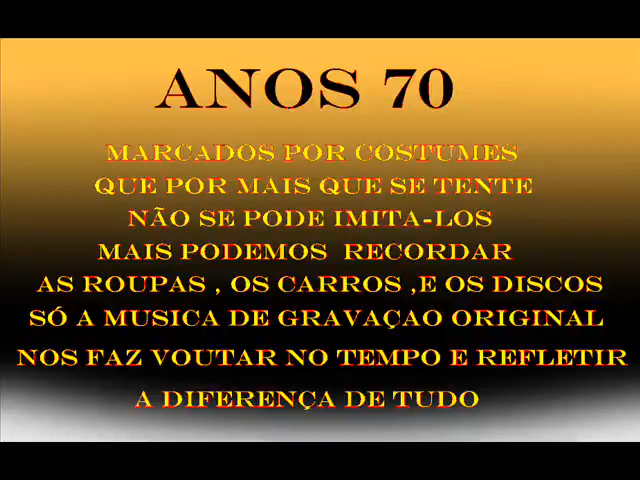 ANOS 70
MARCADOS POR COSTUMES
QUE POR MAIS QUE SE TENTE
NÃO SE PODE IMITA-LOS
MAIS PODEMOS RECORDAR
AS ROUPAS , OS CARROS ,E OS DISCOS
SÓ A MUSICA DE GRAVAÇAO ORIGINAL
NOS FAZ VOUTAR NO TEMPO E REFLETIR
A DIFERENÇA DE TUDO